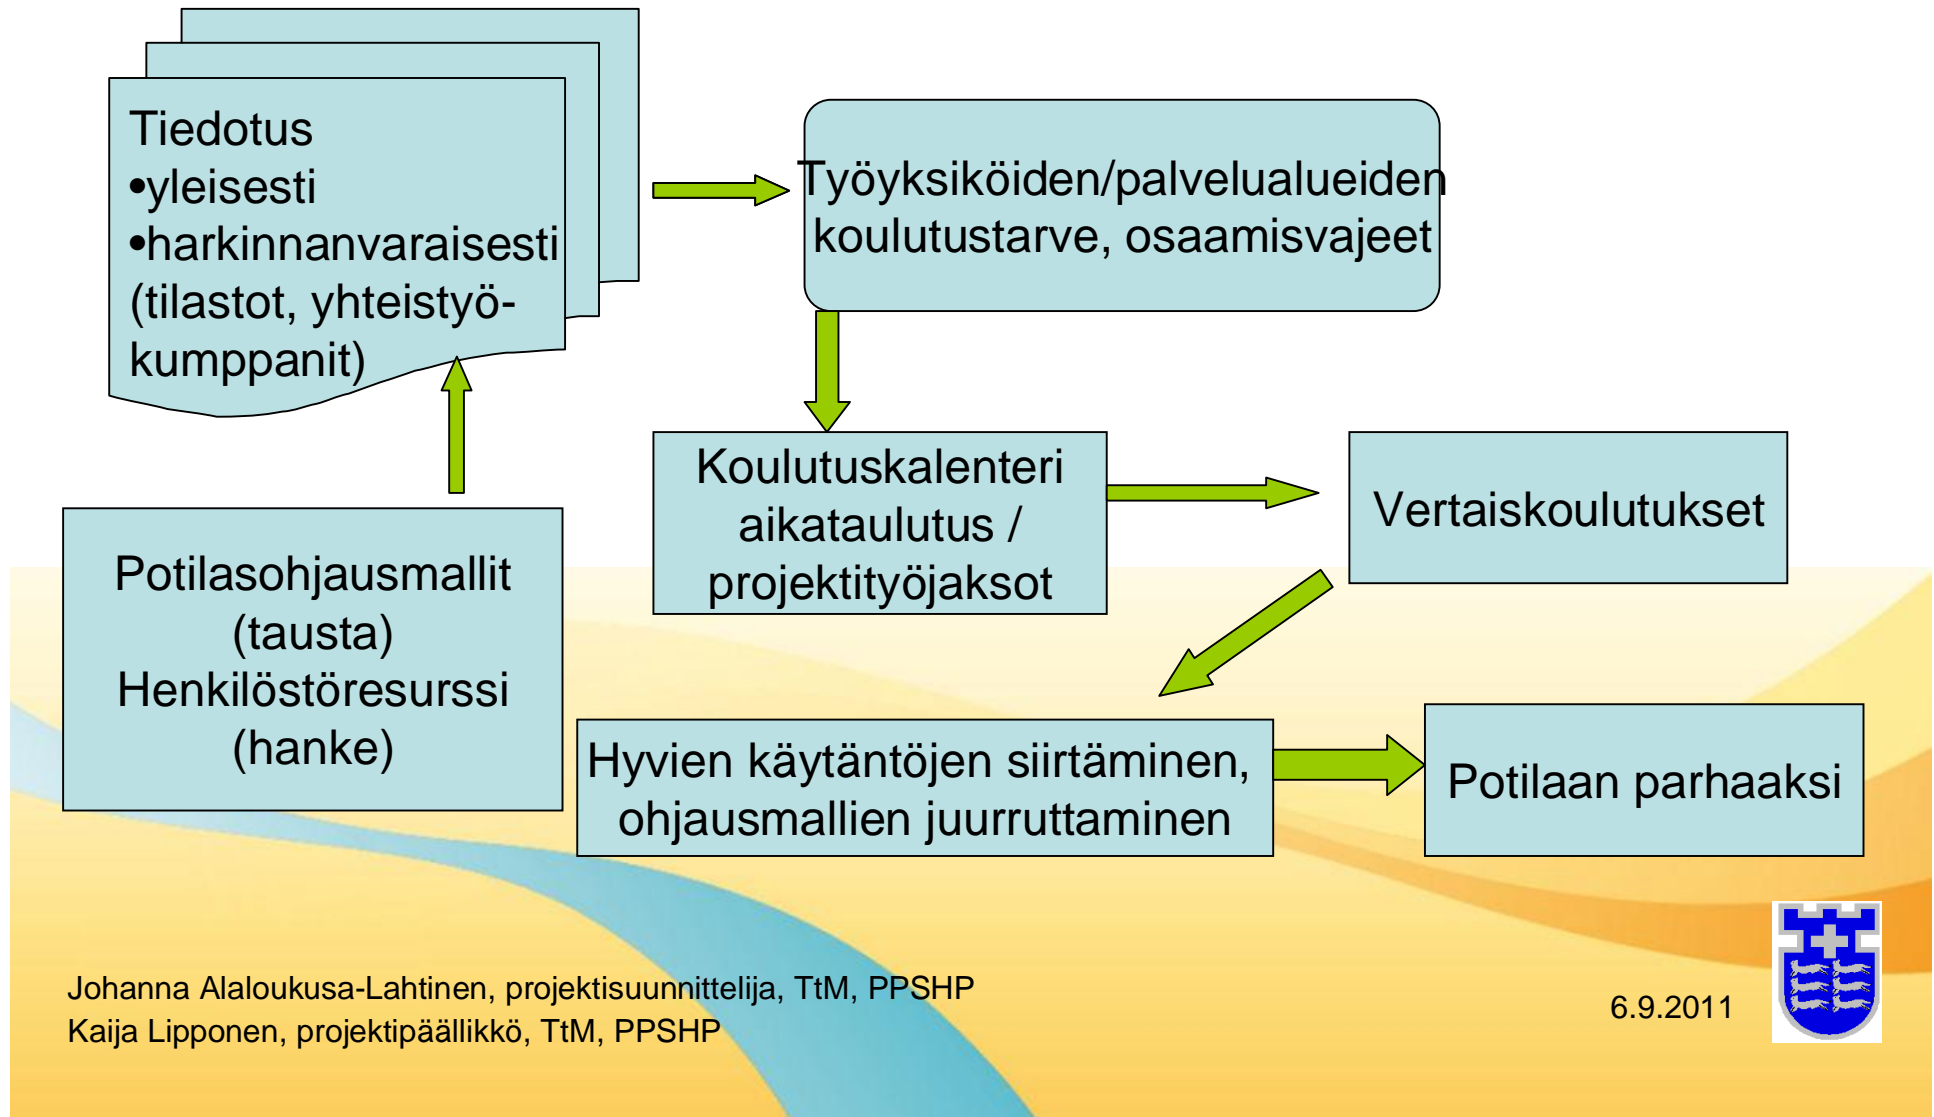 Tiedotus
•yleisesti
•harkinnanvaraisesti
(tilastot, yhteistyö-
kumppanit)
Työyksiköiden/palvelualueiden
koulutustarve, osaamisvajeet
Koulutuskalenteri
aikataulutus /
projektityöjaksot
Vertaiskoulutukset
Potilasohjausmallit
(tausta)
Henkilöstöresurssi
(hanke)
Hyvien käytäntöjen siirtäminen,
ohjausmallien juurruttaminen
Potilaan parhaaksi
Johanna Alaloukusa-Lahtinen, projektisuunnittelija, TtM, PPSHP
Kaija Lipponen, projektipäällikkö, TtM, PPSHP
6.9.2011